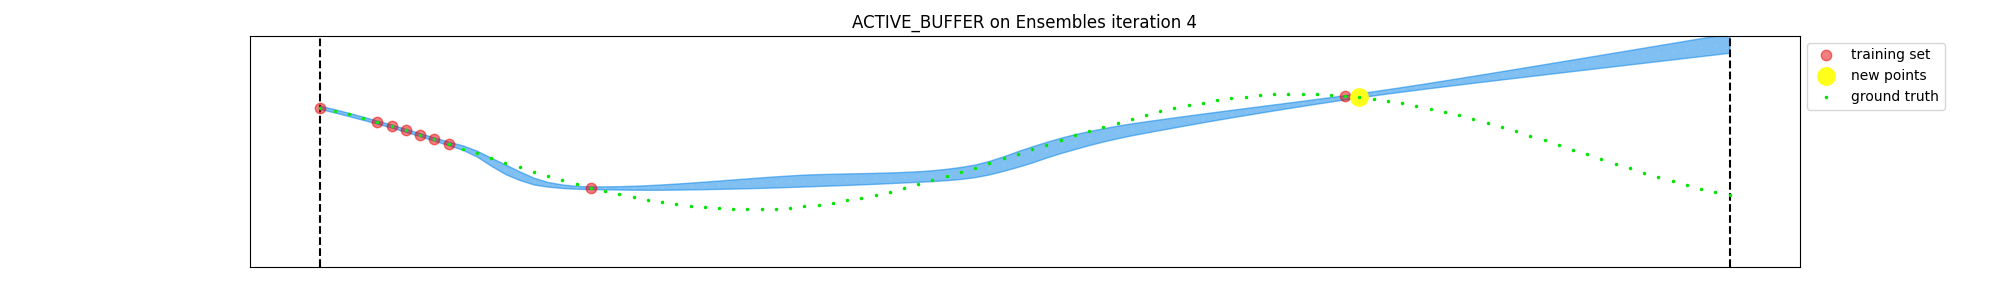 ACTIVE_BUFFER on Ensembles iteration 4
training set
new points
ground truth